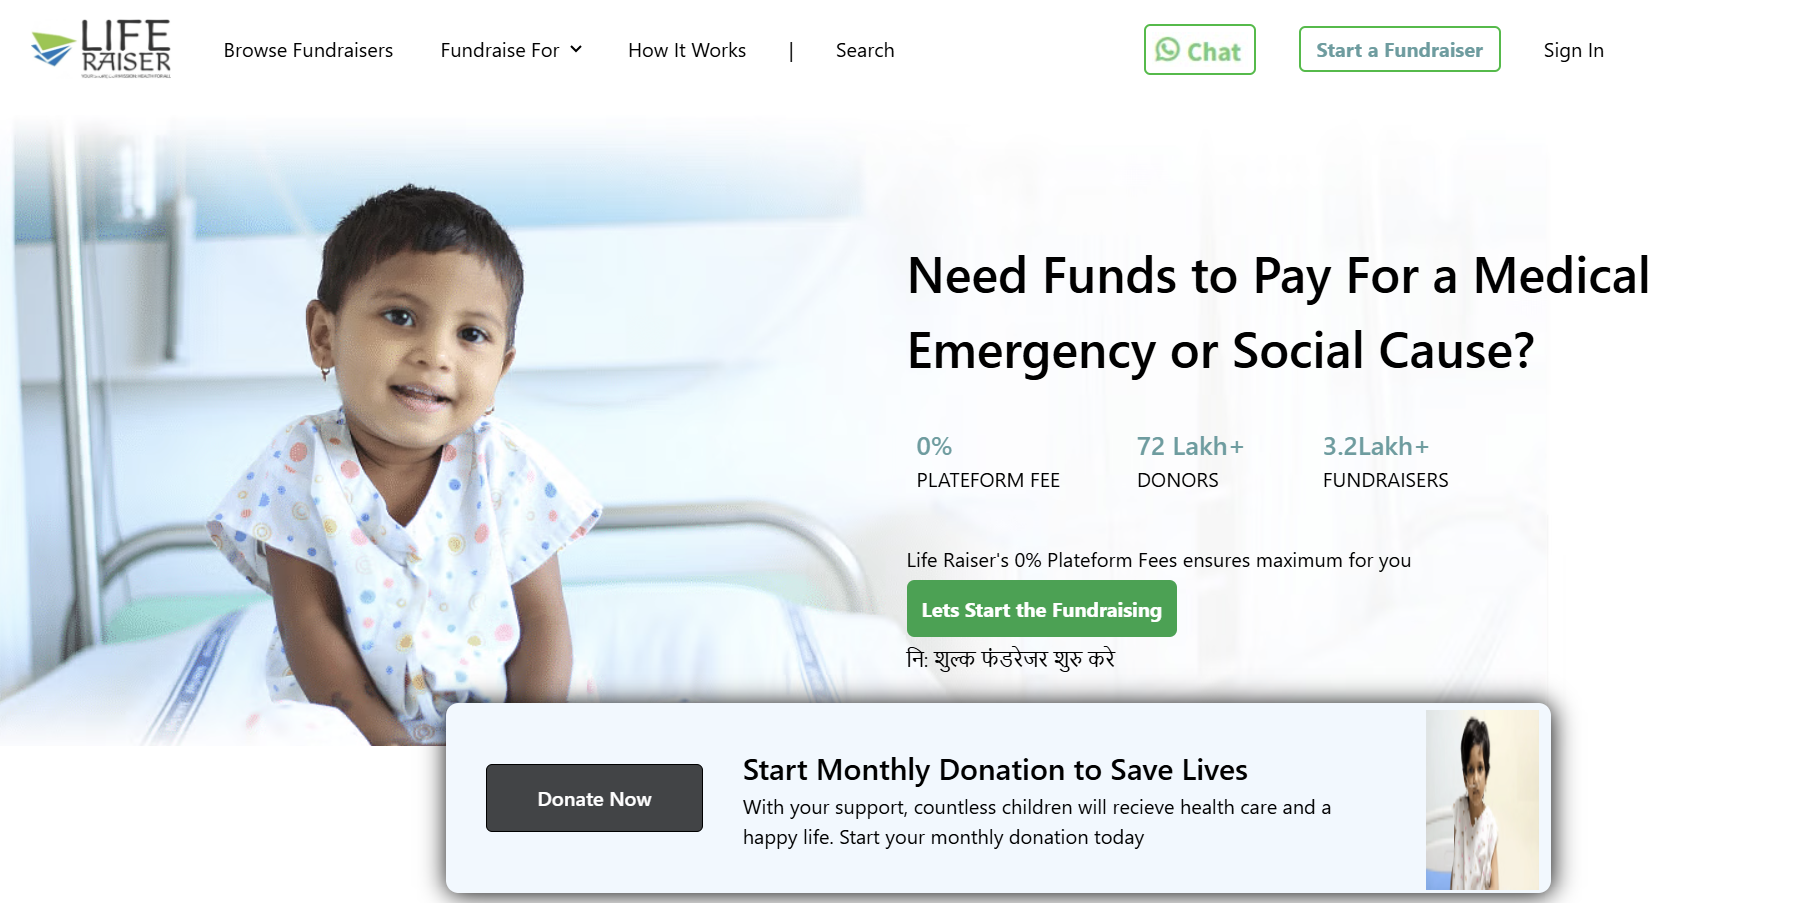 LIFE
RAISER
Browse Fundraisers
Fundraise For
How It Works
|
Search
Chat
Start a Fundraiser
Sign In
Need Funds to Pay For a Medical
Emergency or Social Cause?
0%
72 Lakh+
3.2Lakh+
PLATEFORM FEE
DONORS
FUNDRAISERS
Life Raiser's 0% Plateform Fees ensures maximum for you
Lets Start the Fundraising
नि: शुल्क फंडरेजर शुरु करे
Donate Now
Start Monthly Donation to Save Lives
With your support, countless children will recieve health care and a
happy life. Start your monthly donation today